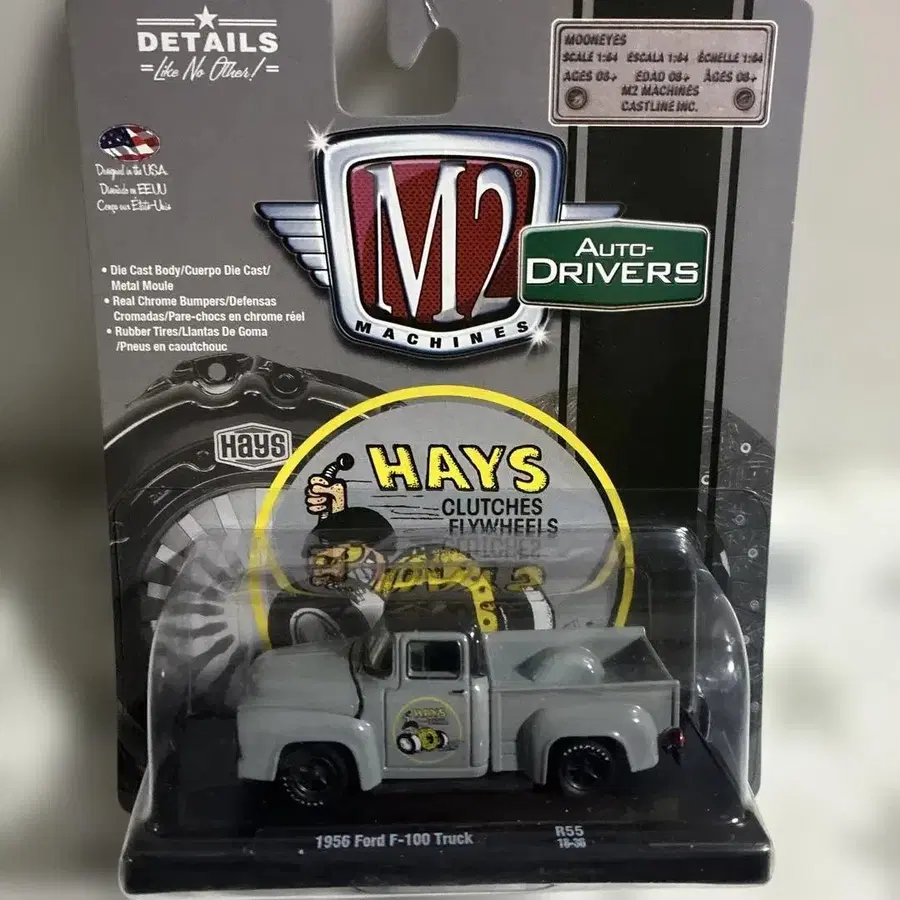 DETAILS
Like No Other!
MOONEYES
SCALE 1:64 ESCALA 1:64 ÉCHELLE 1:64
AGES 08+ EDAD 08+ ÂGES 08+
M2 MACHINES
CASTLINE INC.
Designed in the USA
Diseñado en EEUU
Conçu aux États-Unis
M2®
MACHINES
AUTO-
DRIVERS
• Die Cast Body/Cuerpo Die Cast/
Metal Moule
• Real Chrome Bumpers/Defensas
Cromadas/Pare-chocs en chrome réel
• Rubber Tires/Llantas De Goma
/Pneus en caoutchouc
Hays
HAYS
CLUTCHES
FLYWHEELS
HAYS
1956 Ford F-100 Truck
R55